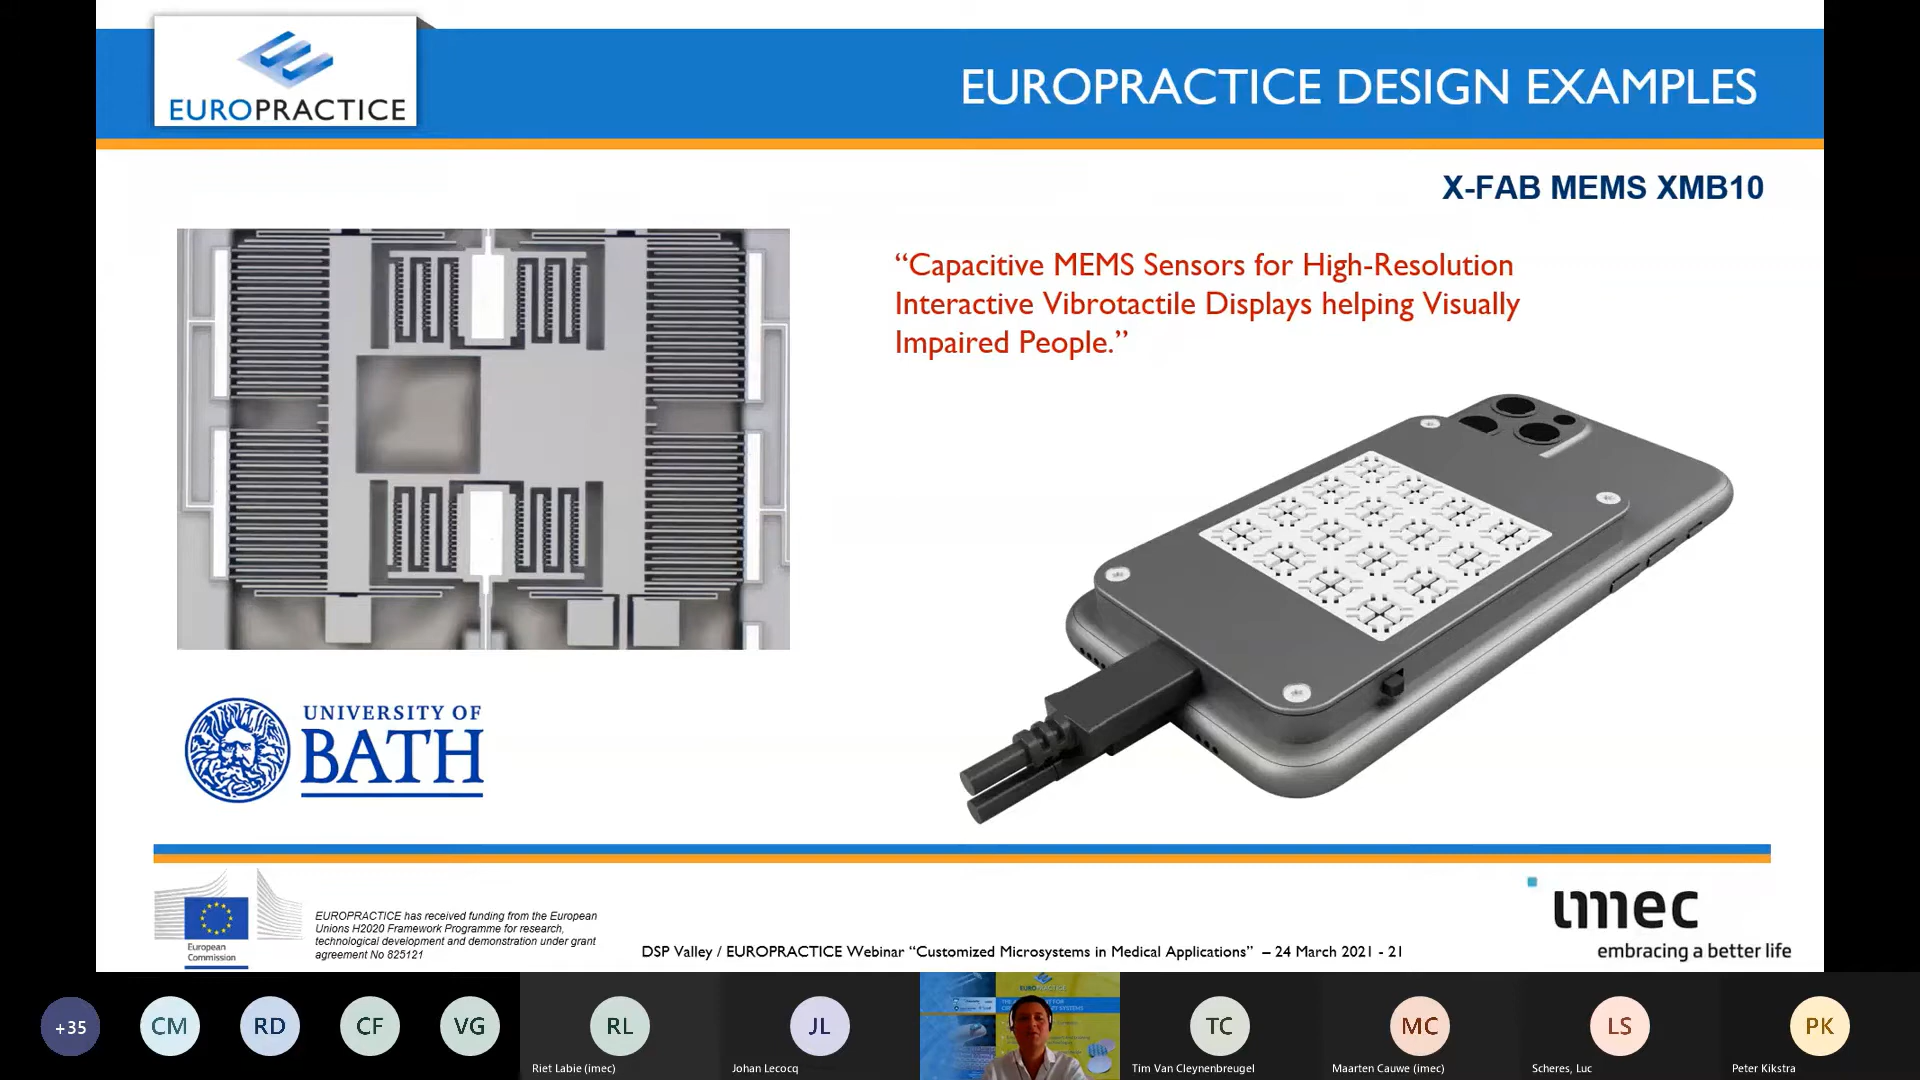 EUROPRACTICE
EUROPRACTICE DESIGN EXAMPLES
X-FAB MEMS XMB10
“Capacitive MEMS Sensors for High-Resolution
Interactive Vibrotactile Displays helping Visually
Impaired People.”
UNIVERSITY OF
BATH
European
Commission
EUROPRACTICE has received funding from the European
Unions H2020 Framework Programme for research,
technological development and demonstration under grant
agreement No 825121
DSP Valley / EUROPRACTICE Webinar “Customized Microsystems in Medical Applications” – 24 March 2021 - 21
imec
embracing a better life
+35
CM
RD
CF
VG
RL
Riet Labie (imec)
JL
Johan Lecocq
EUROPRACTICE
TC
Tim Van Cleynenbreugel
MC
Maarten Cauwe (imec)
LS
Scheres, Luc
PK
Peter Kikstra